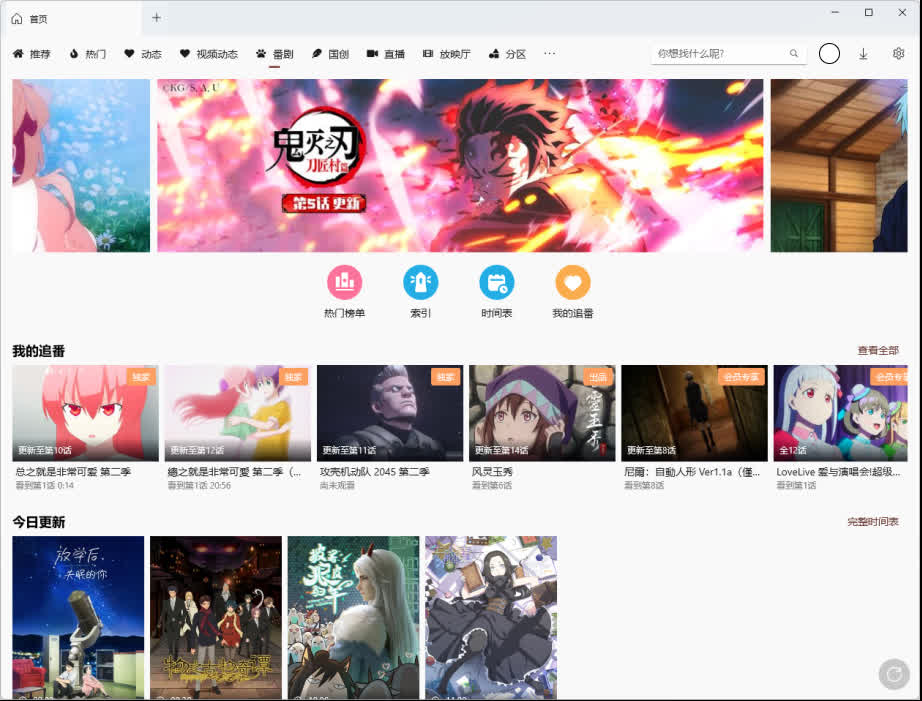 首页
推荐 热门 动态 视频动态 番剧 国创 直播 放映厅 分区 ···
你想找什么呢?
©KG/S, A, U
鬼灭之刃
刀匠村篇
第5话 更新
热门榜单 索引 时间表 我的追番
我的追番 查看全部
独家 独家 独家 出品 会员专享
灵玉秀
更新至第10话 更新至第12话 更新至第11话 更新至第14话 更新至第8话 全12话
总之就是非常可爱 第二季 總之就是非常可愛 第二季（... 攻壳机动队 2045 第二季 风灵玉秀 尼爾：自動人形 Ver1.1a（僅... LoveLive 爱与演唱会!超级...
看到第1话 0:14 看到第1话 20:56 尚未观看 看到第6话 看到第8话 看到第1话
今日更新 完整时间表
放学后,
失眠的你